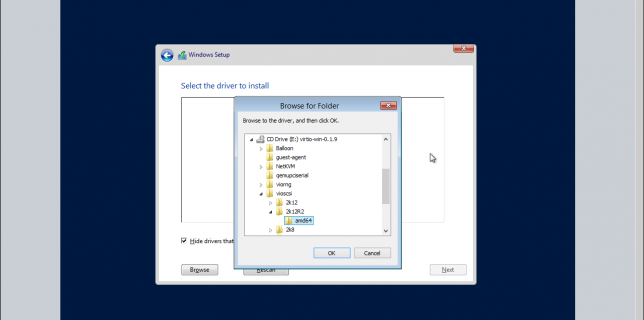 Windows Setup
Select the driver to install
Browse for Folder
Browse to the driver, and then click OK.
CD Drive (E:) virtio-win-0.1.9
Balloon
guest-agent
NetKVM
qemupciserial
viorng
vioscsi
2k12
2k12R2
amd64
2k8
OK
Cancel
Hide drivers that
Browse
Rescan
Next